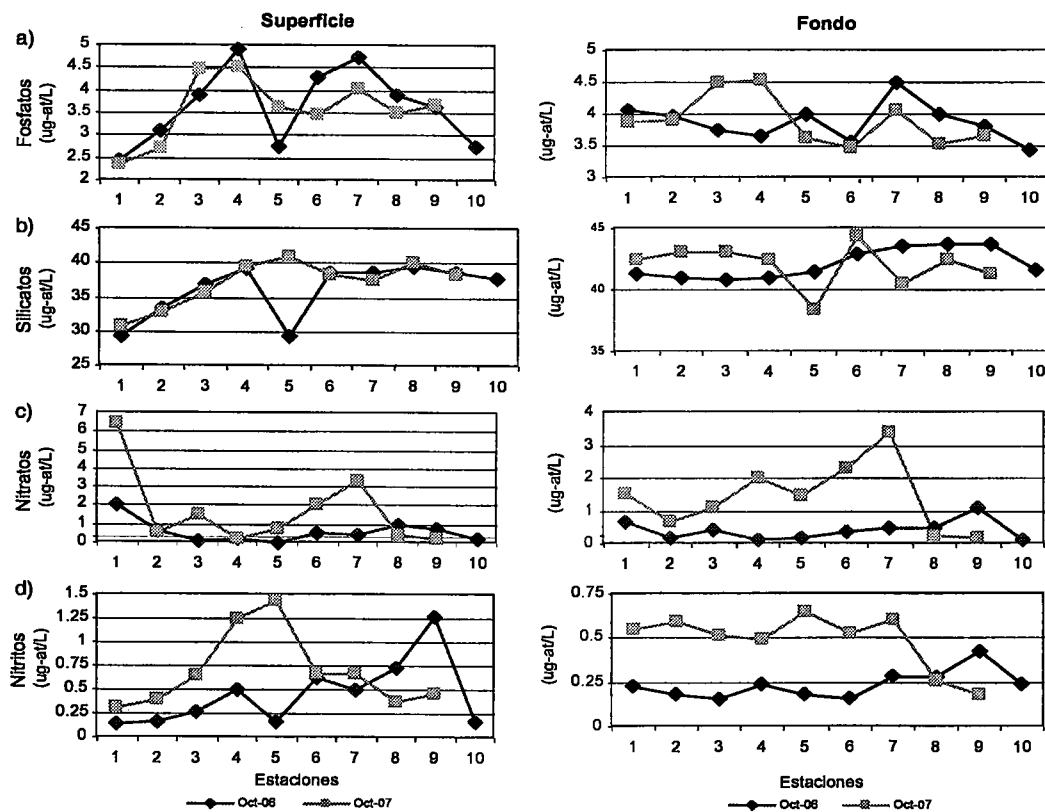 Superficie
a)
Fosfatos
(ug-at/L)
5
4.5
4
3.5
3
2.5
2
1 2 3 4 5 6 7 8 9 10
Fondo
(ug-at/L)
5
4.5
4
3.5
3
1 2 3 4 5 6 7 8 9 10
b)
Silicatos
(ug-at/L)
45
40
35
30
25
1 2 3 4 5 6 7 8 9 10
(ug-at/L)
45
40
35
1 2 3 4 5 6 7 8 9 10
c)
Nitratos
(ug-at/L)
7
6
5
4
3
2
1
0
1 2 3 4 5 6 7 8 9 10
(ug-at/L)
4
3
2
1
0
1 2 3 4 5 6 7 8 9 10
d)
Nitritos
(ug-at/L)
1.5
1.25
0.75
0.5
0.25
0
1 2 3 4 5 6 7 8 9 10
Estaciones
Oct-06 Oct-07
(ug-at/L)
0.75
0.5
0.25
0
1 2 3 4 5 6 7 8 9 10
Estaciones
Oct-06 Oct-07